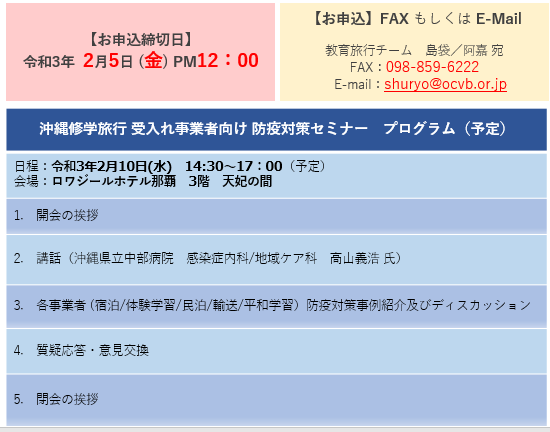 【お申込締切日】
令和3年 2月5日 (金) PM12：00
【お申込】FAX もしくは E-Mail
教育旅行チーム　島袋／阿嘉 宛
FAX：098-859-6222
E-mail：shuryo@ocvb.or.jp
沖縄修学旅行 受入れ事業者向け 防疫対策セミナー　プログラム（予定）
日程：令和3年2月10日(水)　14:30～17：00（予定）
会場：ロワジールホテル那覇　3階　天妃の間
1.　開会の挨拶
2.　講話（沖縄県立中部病院　感染症内科/地域ケア科　高山義浩 氏）
3.　各事業者 (宿泊/体験学習/民泊/輸送/平和学習）防疫対策事例紹介及びディスカッション
4.　質疑応答・意見交換
5.　閉会の挨拶